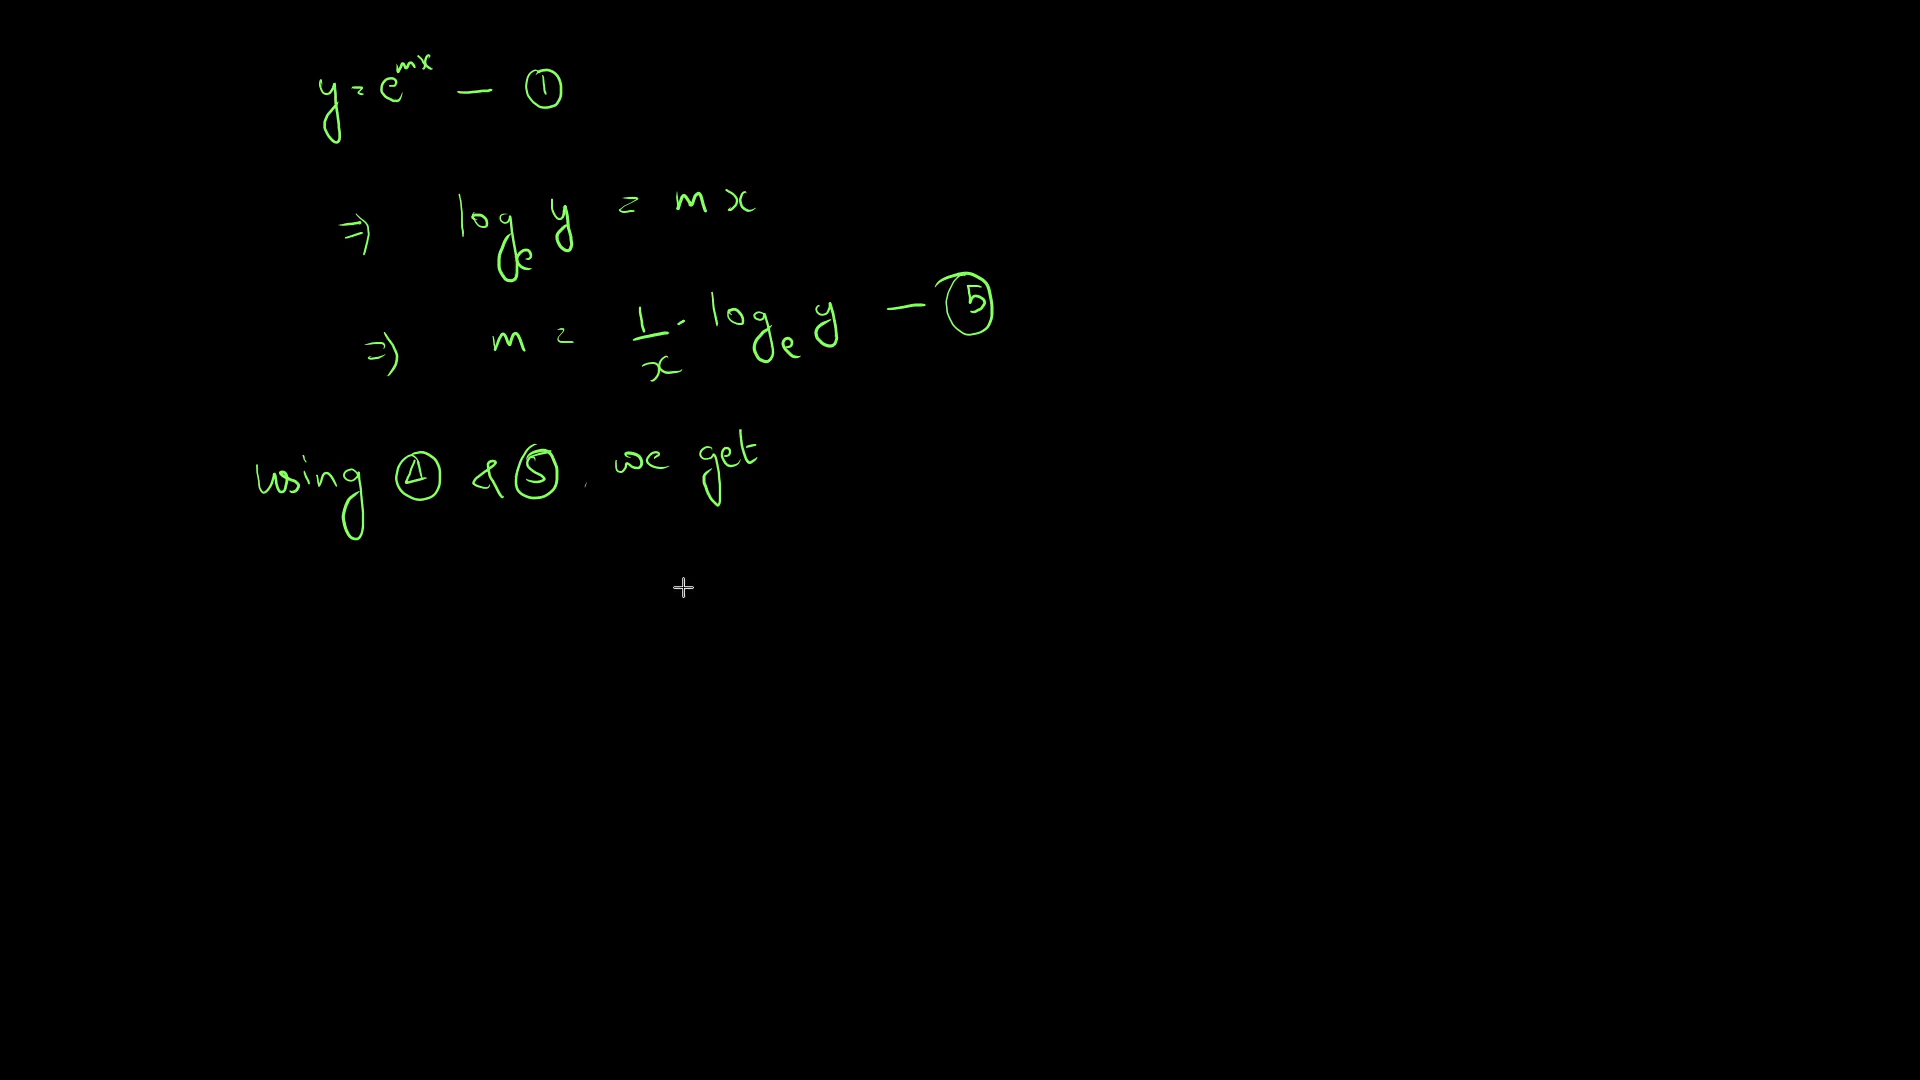 y = e^{mx} — ①
⇒ log_e y = mx
⇒ m = 1/x · log_e y — ⑤
using ④ & ⑤, we get